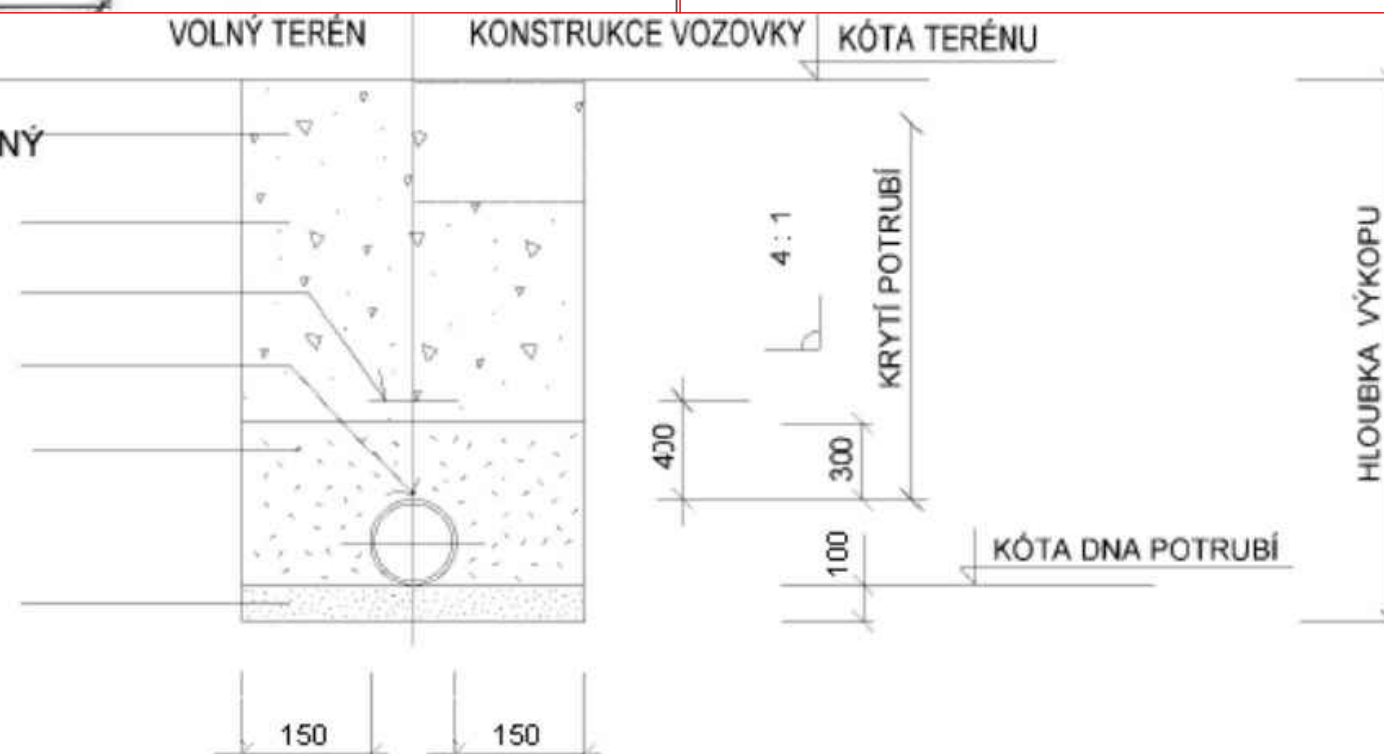 VOLNÝ TERÉN
KONSTRUKCE VOZOVKY
KÓTA TERÉNU
NÝ
4 : 1
KRYTÍ POTRUBÍ
HLOUBKA VÝKOPU
400
300
100
KÓTA DNA POTRUBÍ
150
150